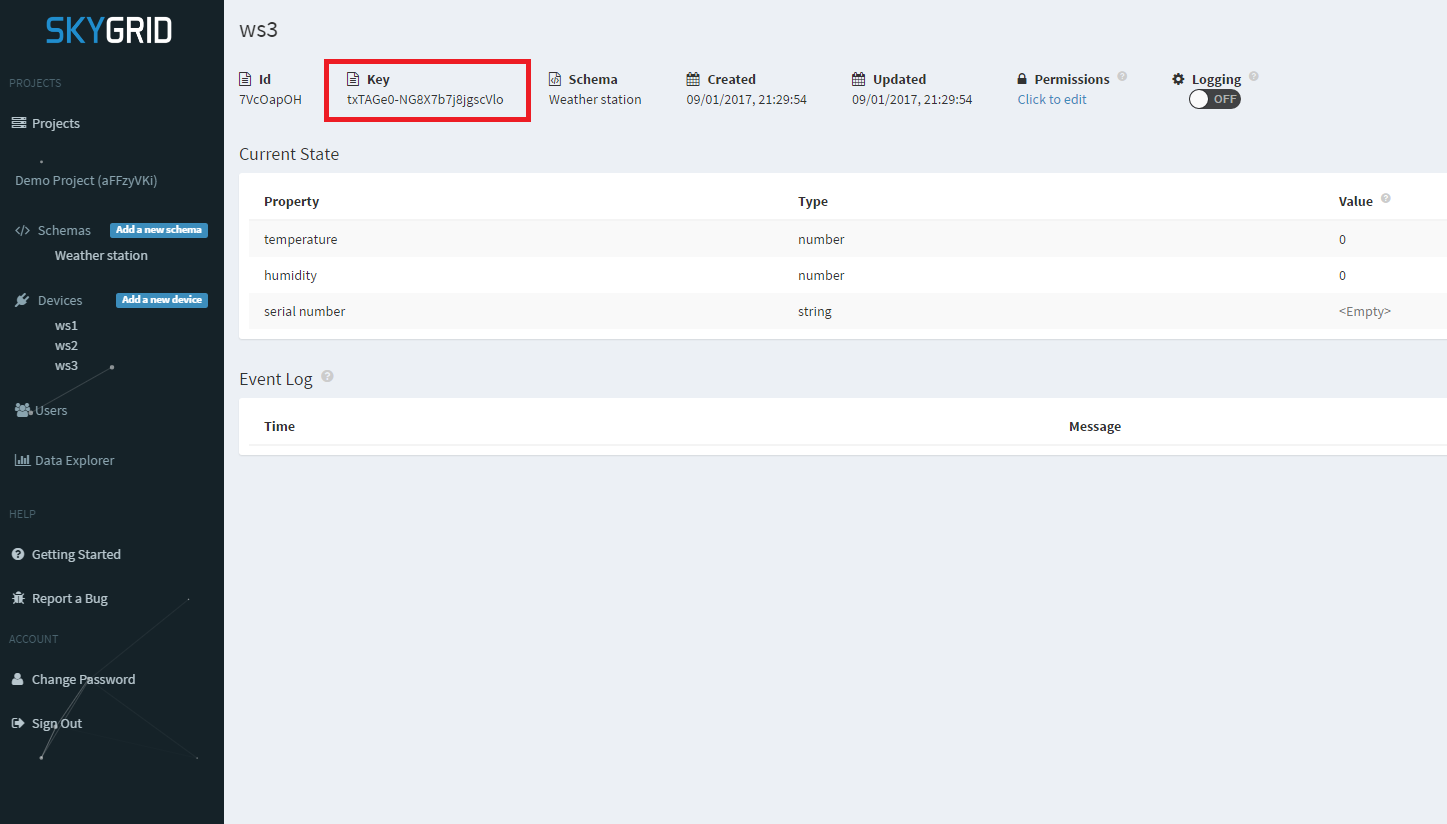 SKYGRID
PROJECTS
Projects
Demo Project (aFFzyVKi)
Schemas Add a new schema
Weather station
Devices Add a new device
ws1
ws2
ws3
Users
Data Explorer
HELP
Getting Started
Report a Bug
ACCOUNT
Change Password
Sign Out
ws3
Id Key Schema Created Updated Permissions ? Logging ?
7VcOapOH txTAGe0-NG8X7b7j8jgscVlo Weather station 09/01/2017, 21:29:54 09/01/2017, 21:29:54 Click to edit OFF
Current State
Property Type Value ?
temperature number 0
humidity number 0
serial number string <Empty>
Event Log ?
Time Message